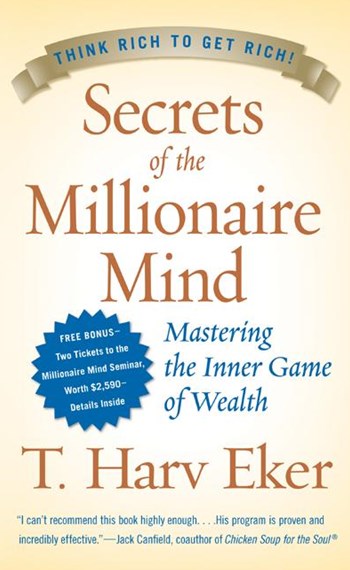 THINK RICH TO GET RICH!
Secrets
of the
Millionaire
Mind
FREE BONUS–
Two Tickets to the
Millionaire Mind Seminar,
Worth $2,590–
Details Inside
Mastering
the Inner Game
of Wealth
T. Harv Eker
“I can’t recommend this book highly enough. . . .His program is proven and
incredibly effective.”—Jack Canfield, coauthor of Chicken Soup for the Soul®